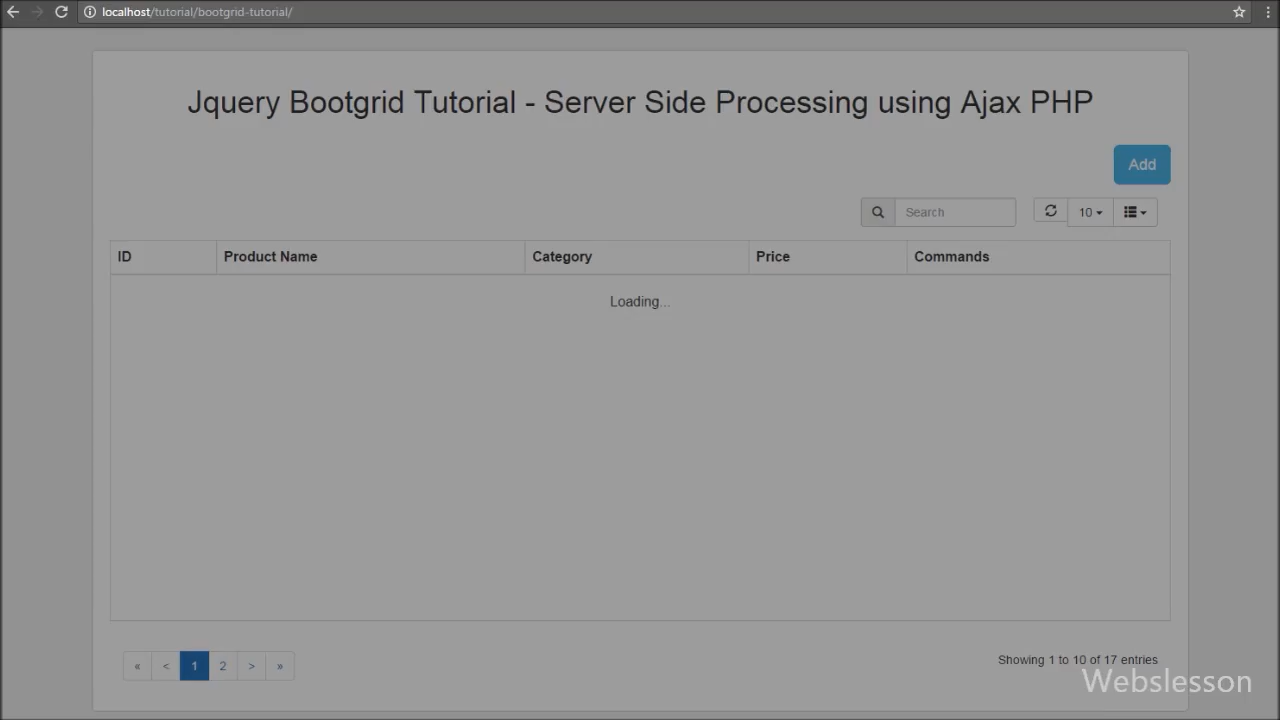 localhost/tutorial/bootgrid-tutorial/
Jquery Bootgrid Tutorial - Server Side Processing using Ajax PHP
Add
Search 10
ID Product Name Category Price Commands
Loading...
« < 1 2 > »
Showing 1 to 10 of 17 entries
Webslesson